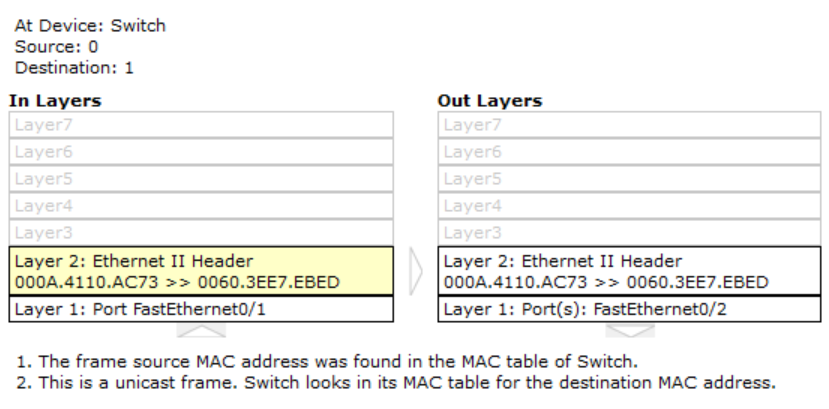 At Device: Switch
Source: 0
Destination: 1
In Layers
Layer7
Layer6
Layer5
Layer4
Layer3
Layer 2: Ethernet II Header
000A.4110.AC73 >> 0060.3EE7.EBED
Layer 1: Port FastEthernet0/1
Out Layers
Layer7
Layer6
Layer5
Layer4
Layer3
Layer 2: Ethernet II Header
000A.4110.AC73 >> 0060.3EE7.EBED
Layer 1: Port(s): FastEthernet0/2
1. The frame source MAC address was found in the MAC table of Switch.
2. This is a unicast frame. Switch looks in its MAC table for the destination MAC address.